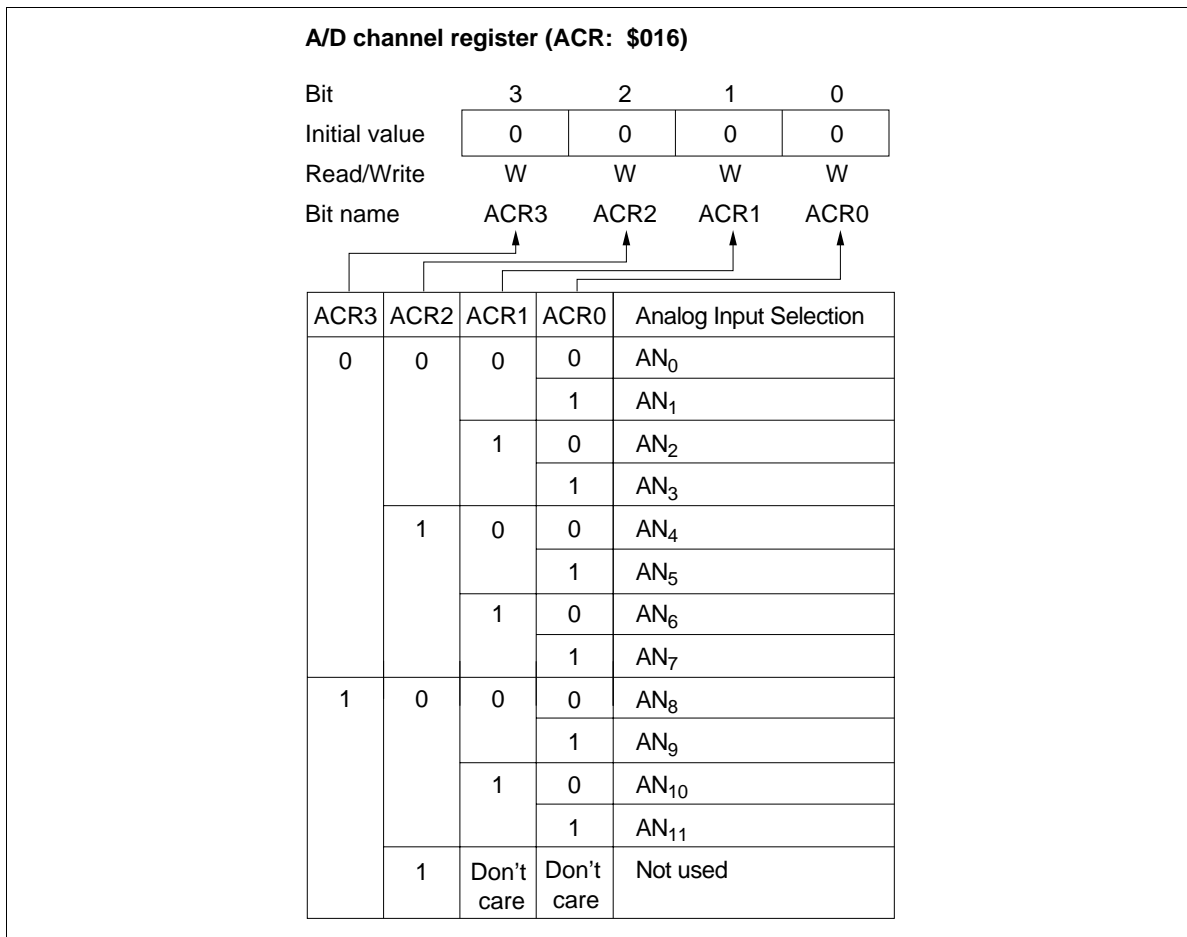 A/D channel register (ACR: $016)
Bit 3 2 1 0
Initial value 0 0 0 0
Read/Write W W W W
Bit name ACR3 ACR2 ACR1 ACR0
ACR3 ACR2 ACR1 ACR0 Analog Input Selection
0 0 0 0 AN0
1 AN1
1 0 AN2
1 AN3
1 0 0 AN4
1 AN5
1 0 AN6
1 AN7
1 0 0 0 AN8
1 AN9
1 0 AN10
1 AN11
1 Don't care Don't care Not used